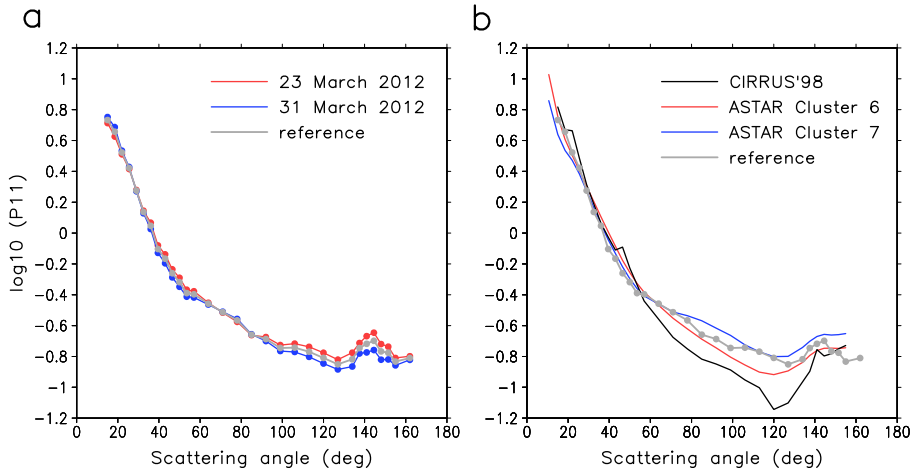 a
b
1.2
1
0.8
0.6
0.4
0.2
0
−0.2
−0.4
−0.6
−0.8
−1
−1.2
log10 (P11)
23 March 2012
31 March 2012
reference
0 20 40 60 80 100 120 140 160 180
Scattering angle (deg)
1.2
1
0.8
0.6
0.4
0.2
0
−0.2
−0.4
−0.6
−0.8
−1
−1.2
CIRRUS'98
ASTAR Cluster 6
ASTAR Cluster 7
reference
0 20 40 60 80 100 120 140 160 180
Scattering angle (deg)